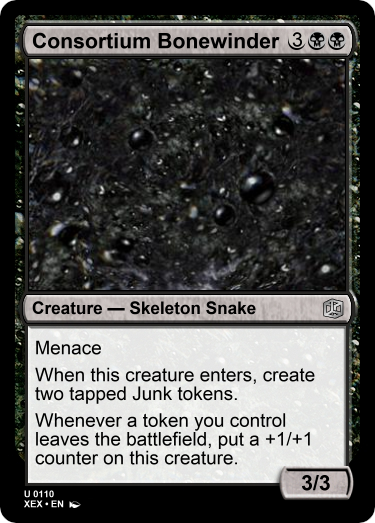 Consortium Bonewinder 3
Creature — Skeleton Snake
Menace
When this creature enters, create
two tapped Junk tokens.
Whenever a token you control
leaves the battlefield, put a +1/+1
counter on this creature.
3/3
U 0110
XEX • EN